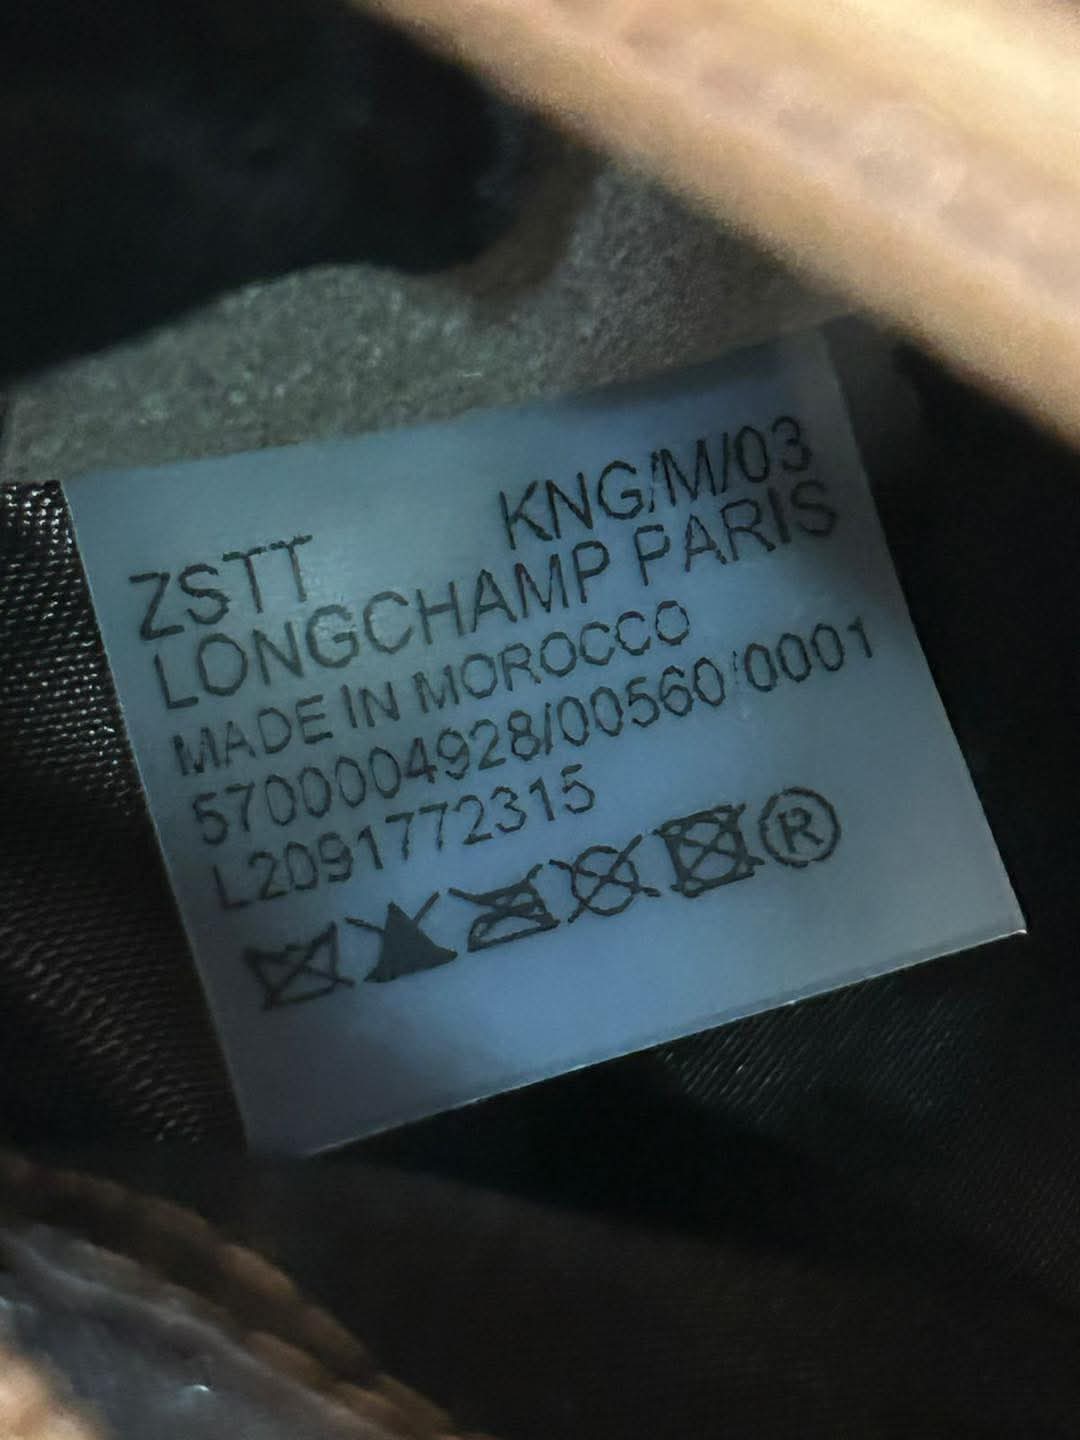 KNG/M/03
ZSTT
LONGCHAMP PARIS
MADE IN MOROCCO
5700004928/00560/0001
L2091772315
®